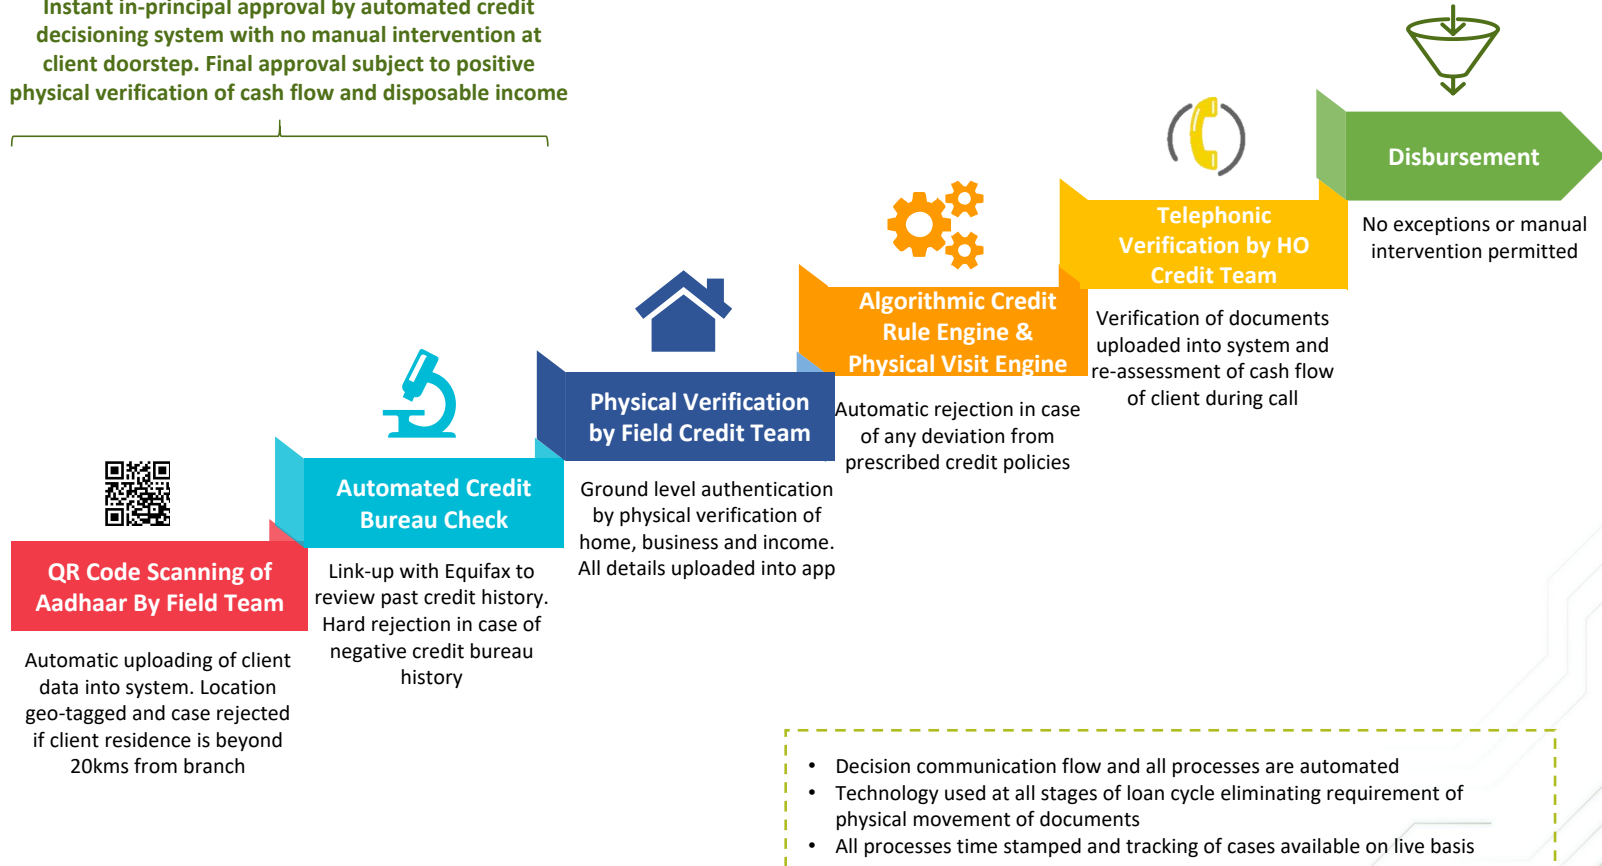 Instant in-principal approval by automated credit
decisioning system with no manual intervention at
client doorstep. Final approval subject to positive
physical verification of cash flow and disposable income
QR Code Scanning of
Aadhaar By Field Team
Automatic uploading of client
data into system. Location
geo-tagged and case rejected
if client residence is beyond
20kms from branch
Automated Credit
Bureau Check
Link-up with Equifax to
review past credit history.
Hard rejection in case of
negative credit bureau
history
Physical Verification
by Field Credit Team
Ground level authentication
by physical verification of
home, business and income.
All details uploaded into app
Algorithmic Credit
Rule Engine &
Physical Visit Engine
Automatic rejection in case
of any deviation from
prescribed credit policies
Telephonic
Verification by HO
Credit Team
Verification of documents
uploaded into system and
re-assessment of cash flow
of client during call
Disbursement
No exceptions or manual
intervention permitted
• Decision communication flow and all processes are automated
• Technology used at all stages of loan cycle eliminating requirement of
physical movement of documents
• All processes time stamped and tracking of cases available on live basis